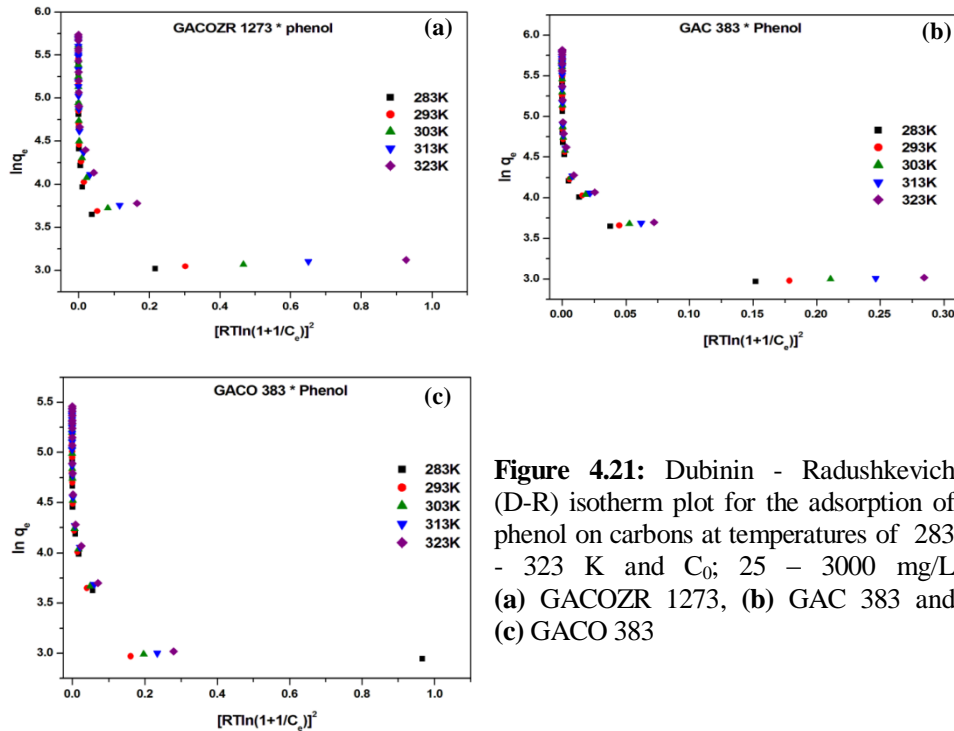 GACOZR 1273 * phenol
(a)
6.0
5.5
5.0
4.5
4.0
3.5
3.0
lnqe
283K
293K
303K
313K
323K
0.0 0.2 0.4 0.6 0.8 1.0
[RTln(1+1/Ce)]2
GAC 383 * Phenol
(b)
6.0
5.5
5.0
4.5
4.0
3.5
3.0
ln qe
283K
293K
303K
313K
323K
0.00 0.05 0.10 0.15 0.20 0.25 0.30
[RTln(1+1/Ce)]2
GACO 383 * Phenol
(c)
5.5
5.0
4.5
4.0
3.5
3.0
ln qe
283K
293K
303K
313K
323K
0.0 0.2 0.4 0.6 0.8 1.0
[RTln(1+1/Ce)]2
Figure 4.21: Dubinin - Radushkevich
(D-R) isotherm plot for the adsorption of
phenol on carbons at temperatures of 283
- 323 K and C0; 25 – 3000 mg/L
(a) GACOZR 1273, (b) GAC 383 and
(c) GACO 383